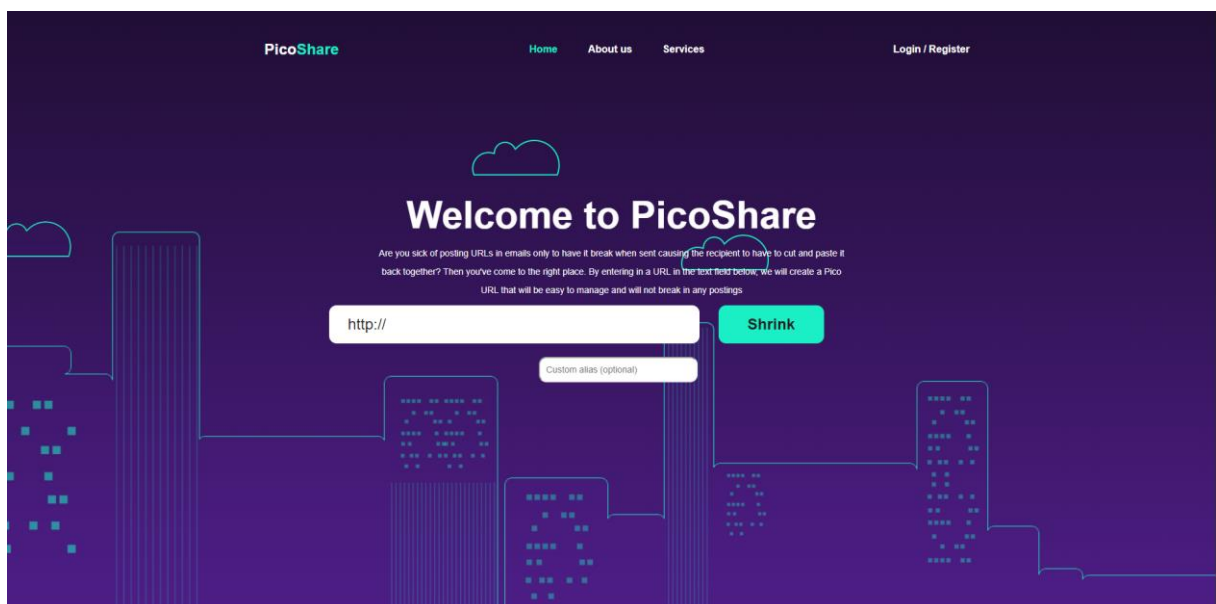 PicoShare
Home About us Services
Login / Register
Welcome to PicoShare
Are you sick of posting URLs in emails only to have it break when sent causing the recipient to have to cut and paste it
back together? Then you've come to the right place. By entering in a URL in the text field below, we will create a Pico
URL that will be easy to manage and will not break in any postings
http://
Shrink
Custom alias (optional)